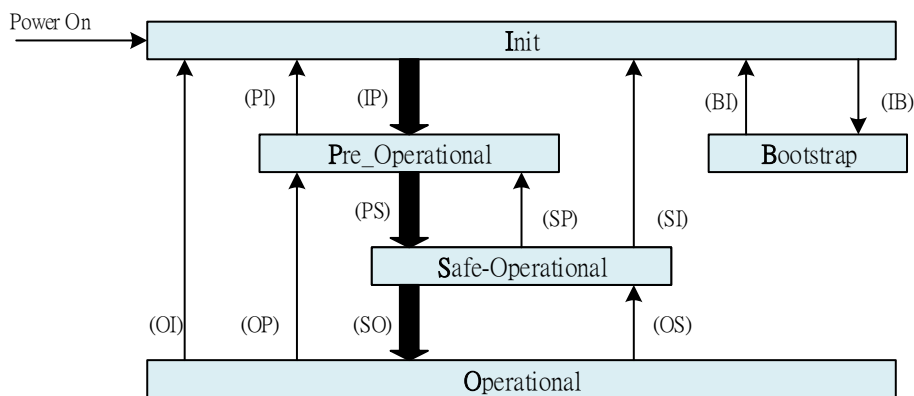 Power On
Init
(PI)
(IP)
(BI)
(IB)
Pre_Operational
Bootstrap
(PS)
(SP)
(SI)
Safe-Operational
(OI)
(OP)
(SO)
(OS)
Operational